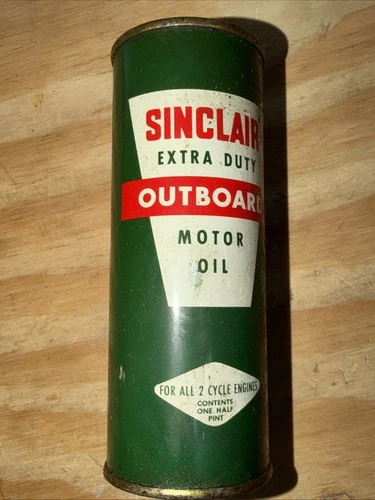 SINCLAIR
EXTRA DUTY
OUTBOARD
MOTOR
OIL
FOR ALL 2 CYCLE ENGINES
CONTENTS
ONE HALF
PINT